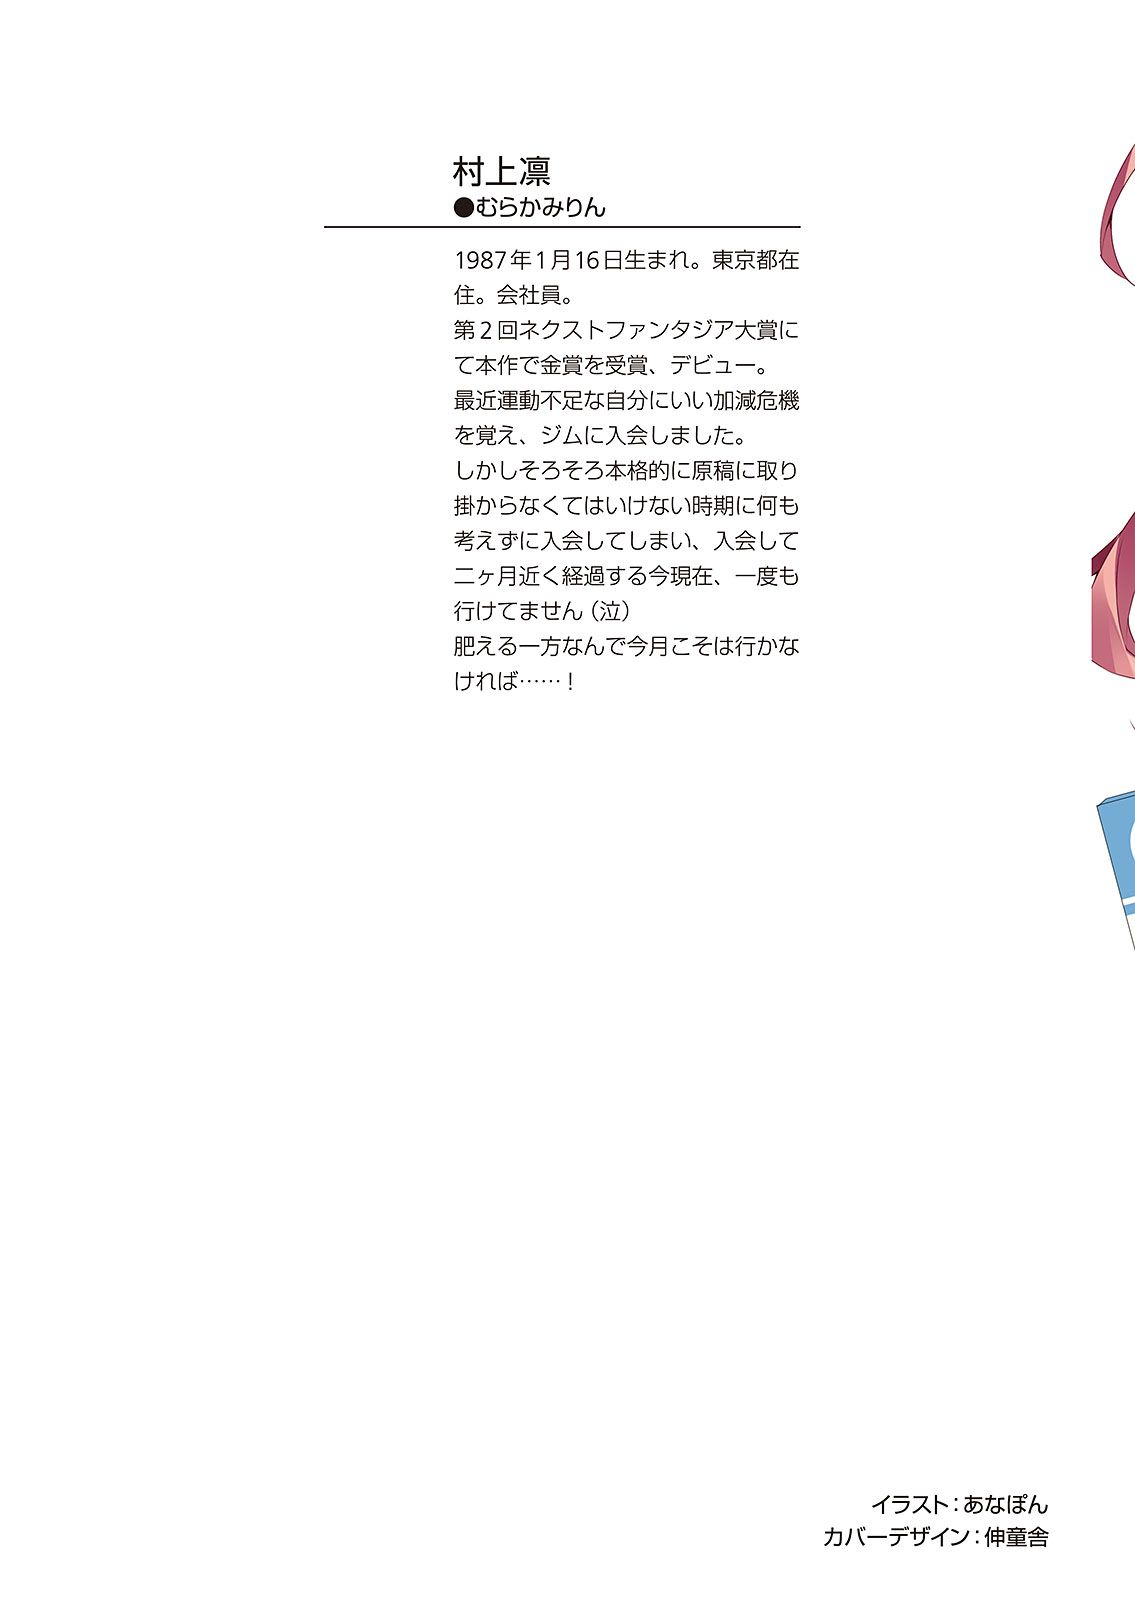 村上凛
●むらかみりん
1987年1月16日生まれ。東京都在
住。会社員。
第2回ネクストファンタジア大賞に
て本作で金賞を受賞、デビュー。
最近運動不足な自分にいい加減危機
を覚え、ジムに入会しました。
しかしそろそろ本格的に原稿に取り
掛からなくてはいけない時期に何も
考えずに入会してしまい、入会して
二ヶ月近く経過する今現在、一度も
行けてません（泣）
肥える一方なんで今月こそは行かな
ければ……！
イラスト：あなぽん
カバーデザイン：伸童舎